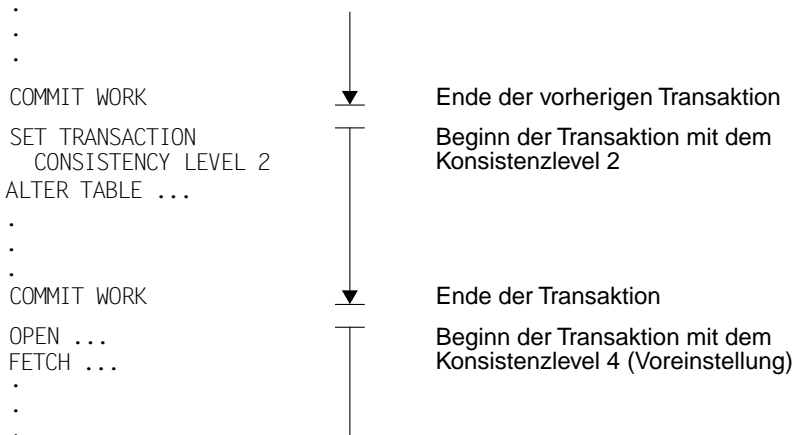 .
.
.
COMMIT WORK
Ende der vorherigen Transaktion
SET TRANSACTION
CONSISTENCY LEVEL 2
Beginn der Transaktion mit dem
Konsistenzlevel 2
ALTER TABLE ...
.
.
.
COMMIT WORK
Ende der Transaktion
OPEN ...
FETCH ...
Beginn der Transaktion mit dem
Konsistenzlevel 4 (Voreinstellung)
.
.
.